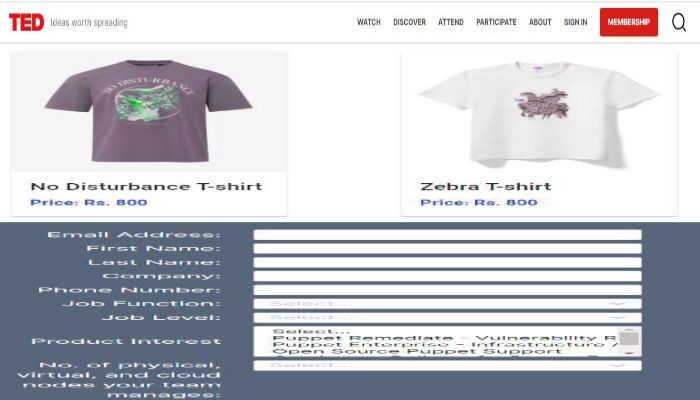 TED Ideas worth spreading WATCH DISCOVER ATTEND PARTICIPATE ABOUT SIGN IN MEMBERSHIP
NO DISTURBANCE
No Disturbance T-shirt
Price: Rs. 800
Zebra T-shirt
Price: Rs. 800
Email Address:
First Name:
Last Name:
Company:
Phone Number:
Job Function: Select...
Job Level: Select...
Product Interest
Select...
Puppet Remediate - Vulnerability R
Puppet Enterprise - Infrastructure A
Open Source Puppet Support
No. of physical, Select...
virtual, and cloud
nodes your team
manages: